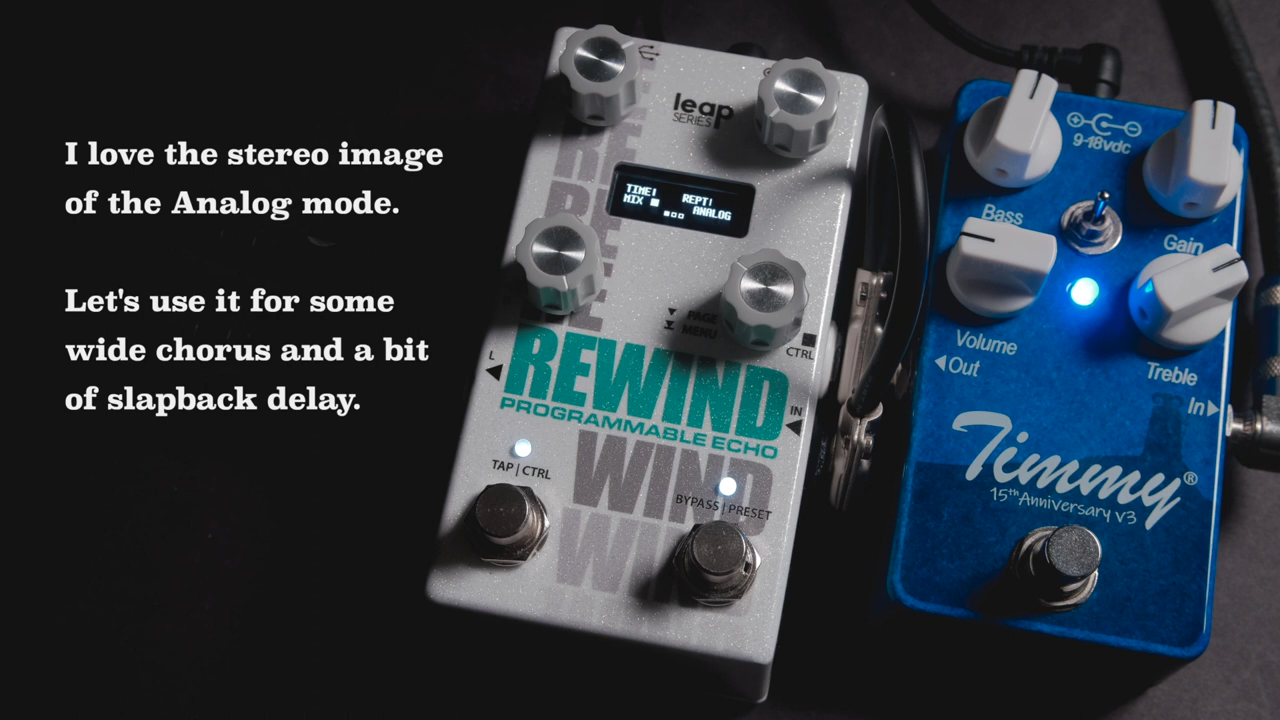 I love the stereo image
of the Analog mode.
Let's use it for some
wide chorus and a bit
of slapback delay.
leap
SERIES
TIME! REPT!
MIX ANALOG
PAGE
MENU
CTRL
L
IN
REWIND
PROGRAMMABLE ECHO
WIND
TAP | CTRL
BYPASS | PRESET
9-18vdc
Bass
Gain
Volume
Treble
Out
In
Timmy®
15th Anniversary v3